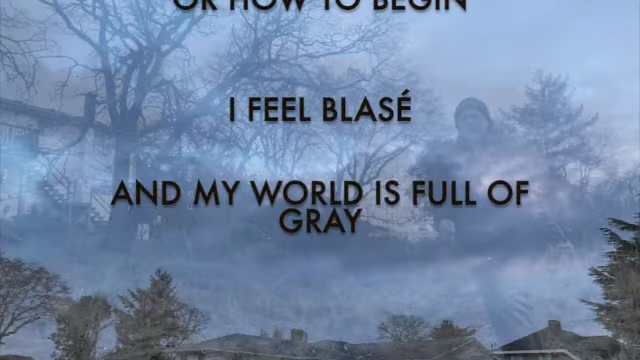 OR HOW TO BEGIN
I FEEL BLASÉ
AND MY WORLD IS FULL OF
GRAY